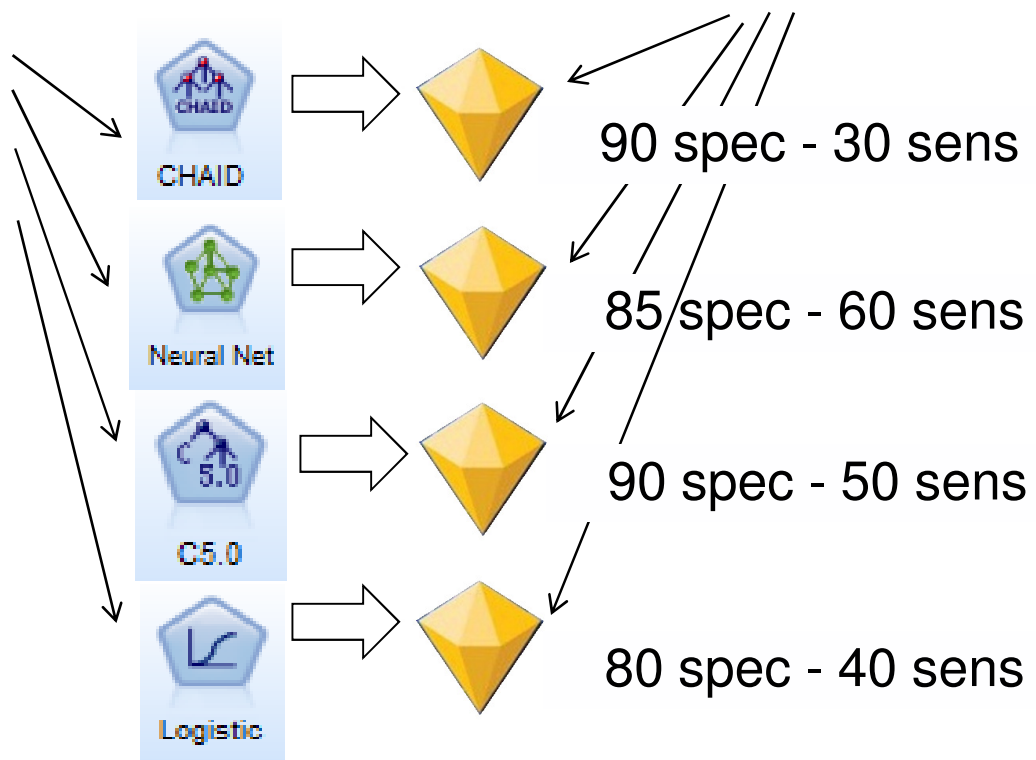 CHAID
CHAID
90 spec - 30 sens
Neural Net
85 spec - 60 sens
C 5.0
C5.0
90 spec - 50 sens
Logistic
80 spec - 40 sens